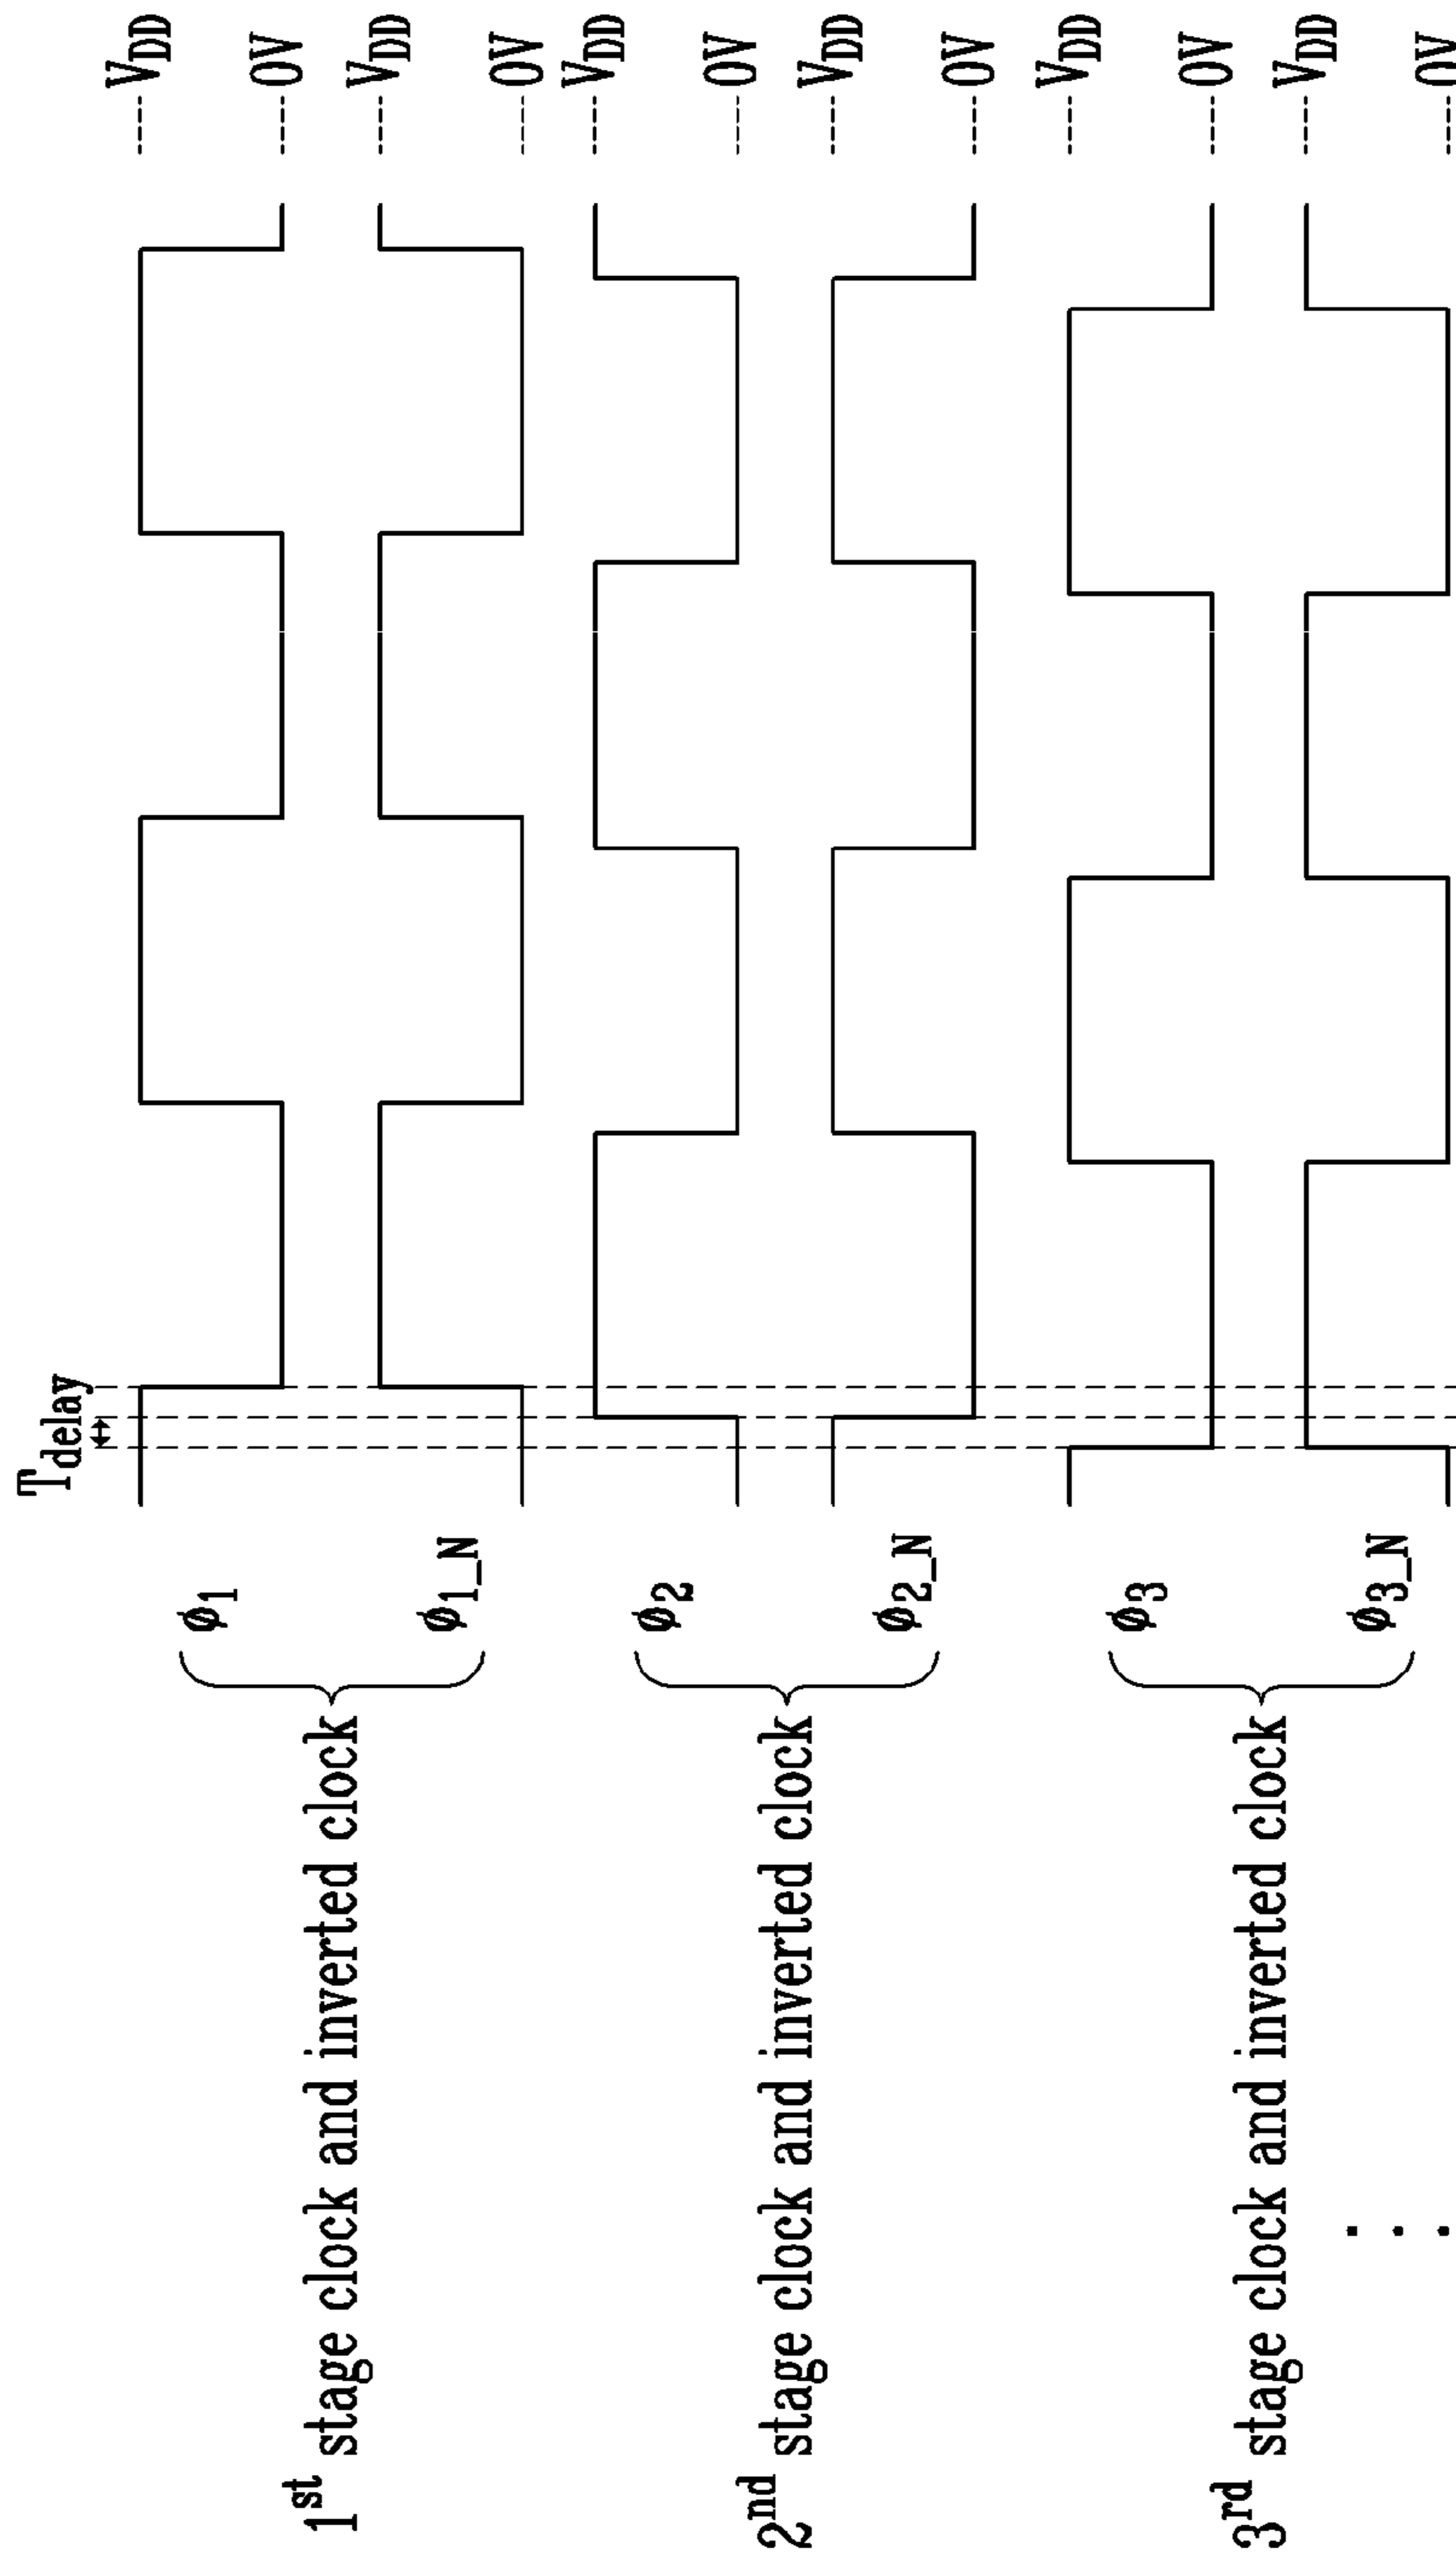 T_delay
1st stage clock and inverted clock
ϕ1
VDD
0V
ϕ1_N
VDD
0V
2nd stage clock and inverted clock
ϕ2
VDD
0V
ϕ2_N
VDD
0V
3rd stage clock and inverted clock
ϕ3
VDD
0V
ϕ3_N
VDD
0V